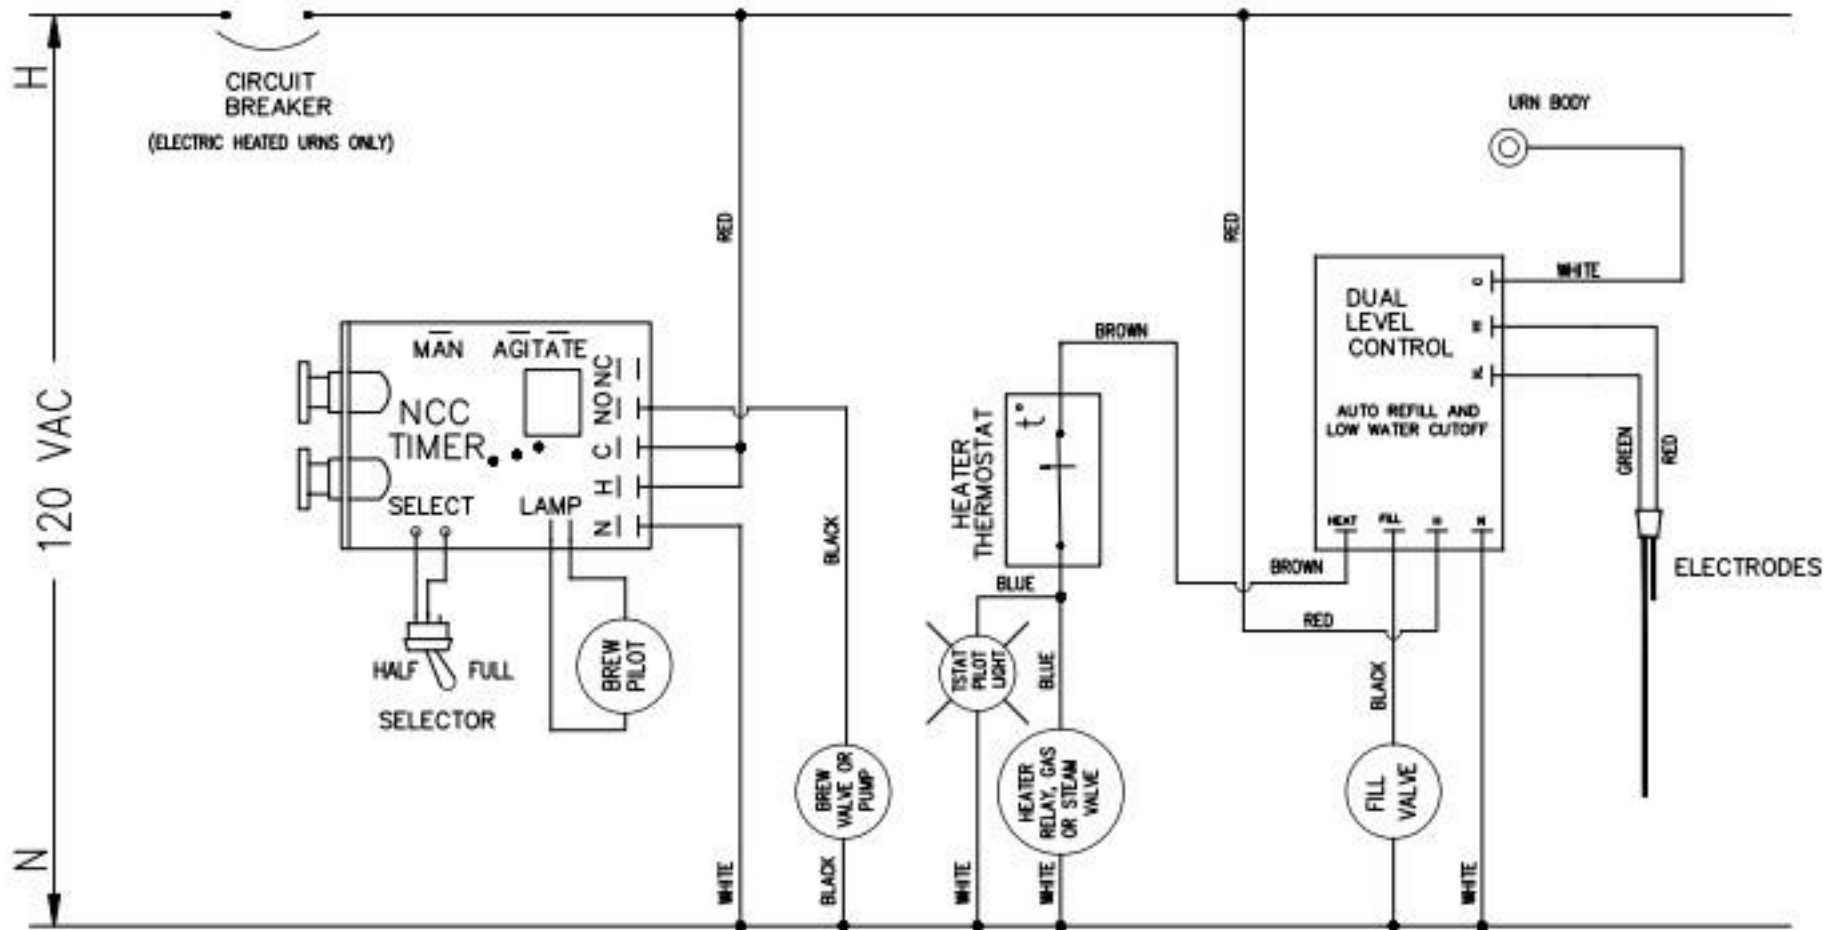 H
CIRCUIT
BREAKER
(ELECTRIC HEATED URNS ONLY)
120 VAC
N
MAN
AGITATE
NCC
TIMER
NC
NO
C
H
N
SELECT
LAMP
HALF
FULL
SELECTOR
BREW
PILOT
RED
WHITE
BLACK
BREW
VALVE OR
PUMP
BLACK
HEATER
THERMOSTAT
t°
BROWN
BLUE
TSTAT
PILOT
LIGHT
BLUE
HEATER
RELAY, GAS
OR STEAM
VALVE
WHITE
WHITE
RED
BROWN
RED
URN BODY
WHITE
DUAL
LEVEL
CONTROL
AUTO REFILL AND
LOW WATER CUTOFF
HEAT
FILL
H
N
GREEN
RED
ELECTRODES
BLACK
FILL
VALVE
WHITE